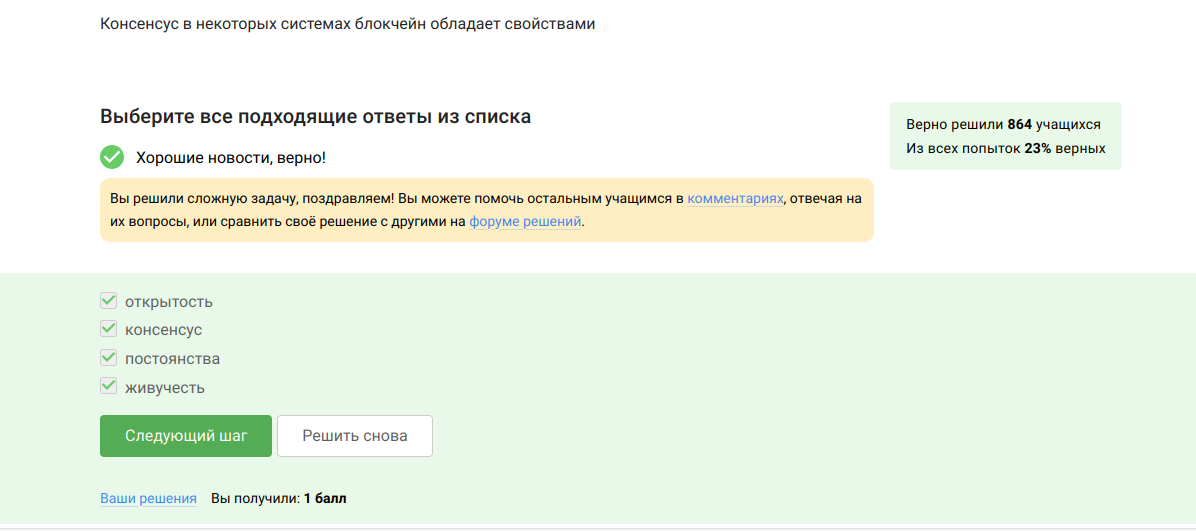 Консенсус в некоторых системах блокчейн обладает свойствами
Выберите все подходящие ответы из списка
Верно решили 864 учащихся
Из всех попыток 23% верных
Хорошие новости, верно!
Вы решили сложную задачу, поздравляем! Вы можете помочь остальным учащимся в комментариях, отвечая на
их вопросы, или сравнить своё решение с другими на форуме решений.
открытость
консенсус
постоянства
живучесть
Следующий шаг
Решить снова
Ваши решения Вы получили: 1 балл